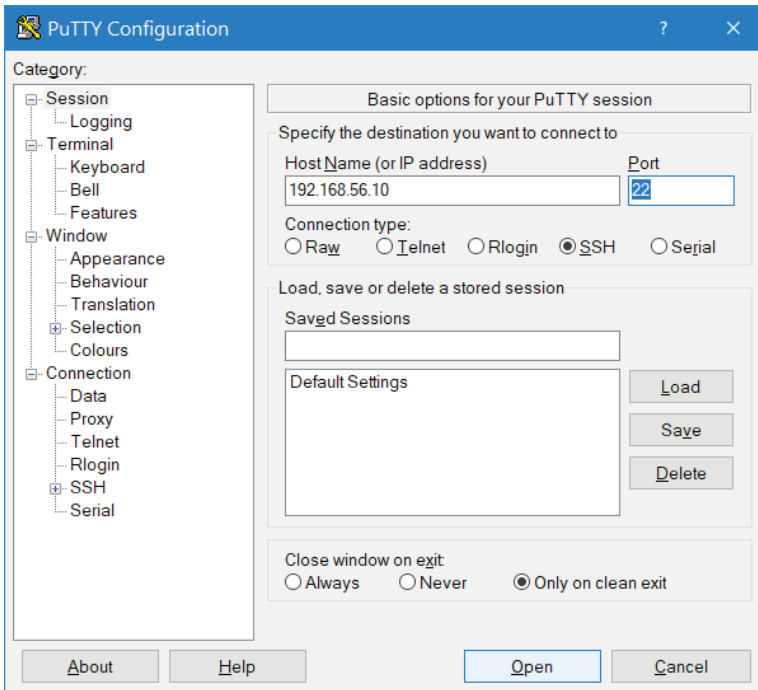 PuTTY Configuration
?
Category:
Session
Logging
Terminal
Keyboard
Bell
Features
Window
Appearance
Behaviour
Translation
Selection
Colours
Connection
Data
Proxy
Telnet
Rlogin
SSH
Serial
Basic options for your PuTTY session
Specify the destination you want to connect to
Host Name (or IP address) Port
192.168.56.10 22
Connection type:
Raw Telnet Rlogin SSH Serial
Load, save or delete a stored session
Saved Sessions
Default Settings
Load
Save
Delete
Close window on exit:
Always Never Only on clean exit
About Help Open Cancel